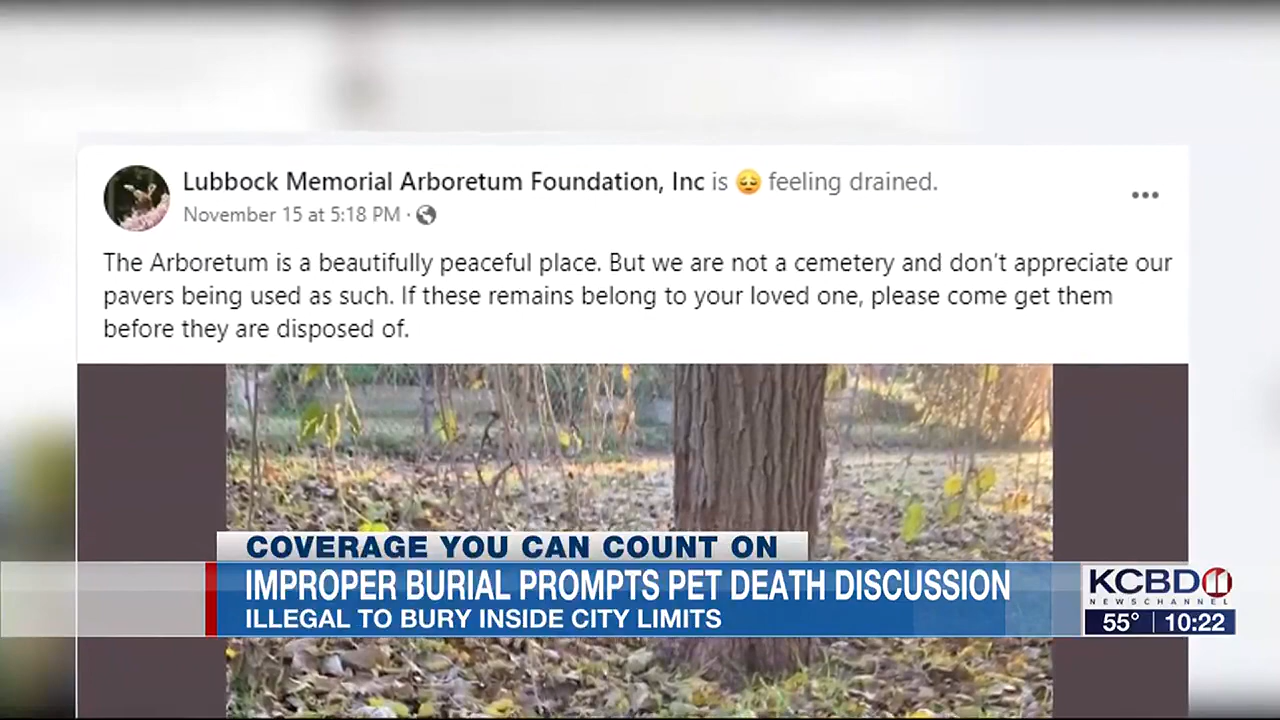 Lubbock Memorial Arboretum Foundation, Inc is 😔 feeling drained.
November 15 at 5:18 PM ·
The Arboretum is a beautifully peaceful place. But we are not a cemetery and don't appreciate our
pavers being used as such. If these remains belong to your loved one, please come get them
before they are disposed of.
COVERAGE YOU CAN COUNT ON
IMPROPER BURIAL PROMPTS PET DEATH DISCUSSION
ILLEGAL TO BURY INSIDE CITY LIMITS
KCBD 11
NEWSCHANNEL
55° 10:22